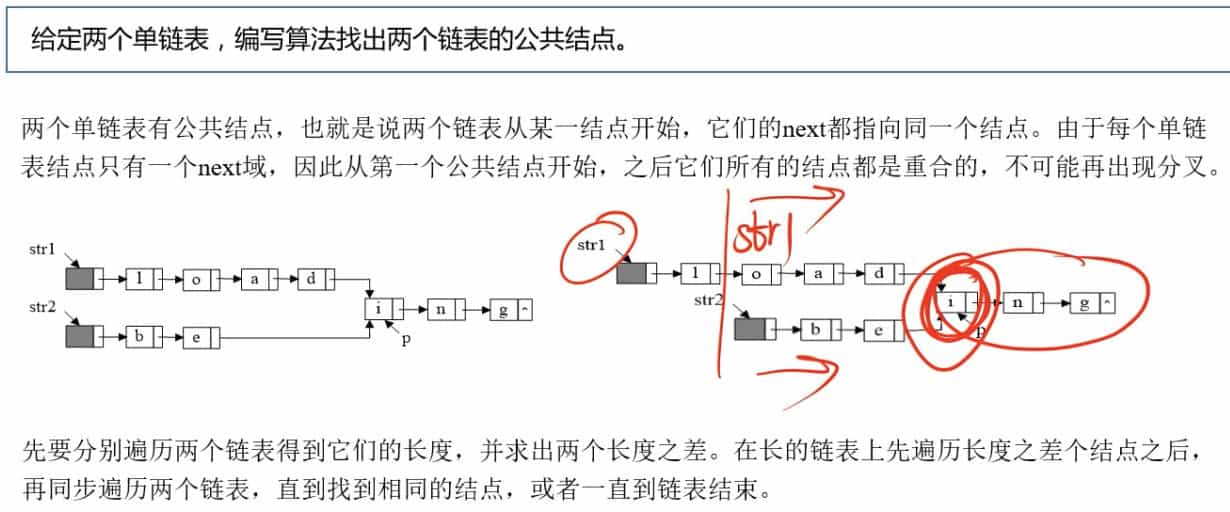 给定两个单链表，编写算法找出两个链表的公共结点。
两个单链表有公共结点，也就是说两个链表从某一结点开始，它们的next都指向同一个结点。由于每个单链
表结点只有一个next域，因此从第一个公共结点开始，之后它们所有的结点都是重合的，不可能再出现分叉。
str1
l o a d
str2
b e
i n g ^
p
str1
str1
l o a d
str2
b e
i n g ^
p
先要分别遍历两个链表得到它们的长度，并求出两个长度之差。在长的链表上先遍历长度之差个结点之后，
再同步遍历两个链表，直到找到相同的结点，或者一直到链表结束。